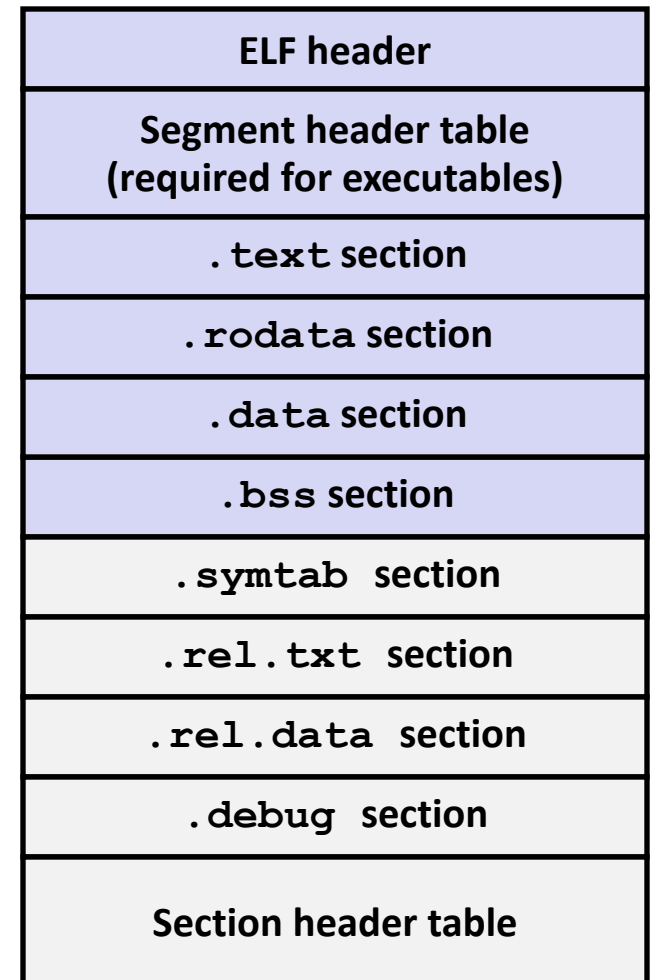 ELF header
Segment header table
(required for executables)
.text section
.rodata section
.data section
.bss section
.symtab section
.rel.txt section
.rel.data section
.debug section
Section header table